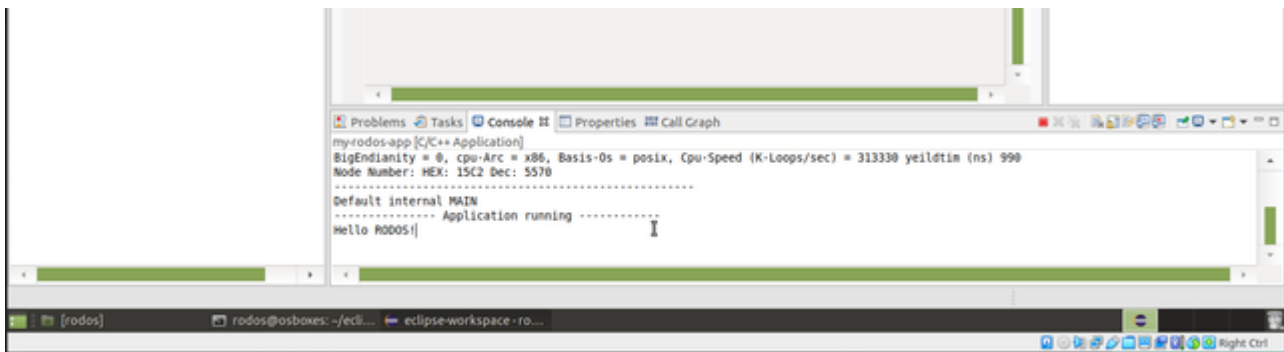 Problems Tasks Console Properties Call Graph
my-rodos-app [C/C++ Application]
BigEndianity = 0, cpu-Arc = x86, Basis-Os = posix, Cpu-Speed (K-Loops/sec) = 313330 yeildtim (ns) 990
Node Number: HEX: 15C2 Dec: 5570
-----------------------------------------------------
Default internal MAIN
--------------- Application running ------------
Hello RODOS!
[rodos] rodos@osboxes: ~/ecli... eclipse-workspace - ro...
Right Ctrl